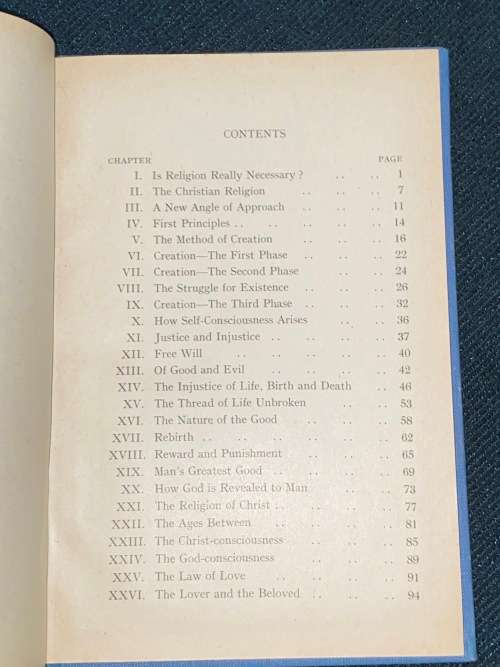 CONTENTS
CHAPTER PAGE
I. Is Religion Really Necessary ? .. .. 1
II. The Christian Religion .. .. .. 7
III. A New Angle of Approach .. .. .. 11
IV. First Principles .. .. .. .. .. 14
V. The Method of Creation .. .. .. 16
VI. Creation—The First Phase .. .. .. 22
VII. Creation—The Second Phase .. .. 24
VIII. The Struggle for Existence .. .. .. 26
IX. Creation—The Third Phase .. .. .. 32
X. How Self-Consciousness Arises .. .. 36
XI. Justice and Injustice .. .. .. .. 37
XII. Free Will .. .. .. .. .. 40
XIII. Of Good and Evil .. .. .. .. 42
XIV. The Injustice of Life, Birth and Death .. 46
XV. The Thread of Life Unbroken .. .. 53
XVI. The Nature of the Good .. .. .. 58
XVII. Rebirth .. .. .. .. .. 62
XVIII. Reward and Punishment .. .. .. 65
XIX. Man's Greatest Good .. .. .. .. 69
XX. How God is Revealed to Man .. .. 73
XXI. The Religion of Christ .. .. .. .. 77
XXII. The Ages Between .. .. .. .. 81
XXIII. The Christ-consciousness .. .. .. 85
XXIV. The God-consciousness .. .. .. 89
XXV. The Law of Love .. .. .. .. 91
XXVI. The Lover and the Beloved .. .. .. 94